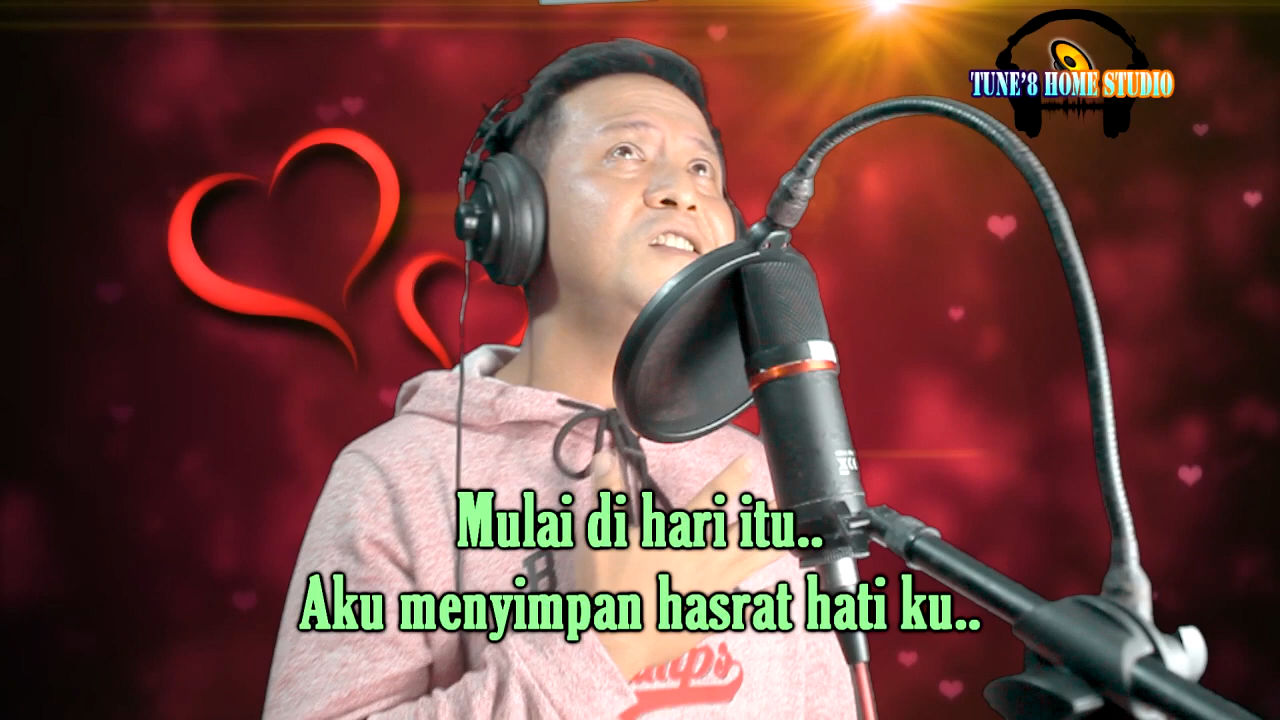 TUNE'8 HOME STUDIO
Mulai di hari itu..
Aku menyimpan hasrat hati ku..